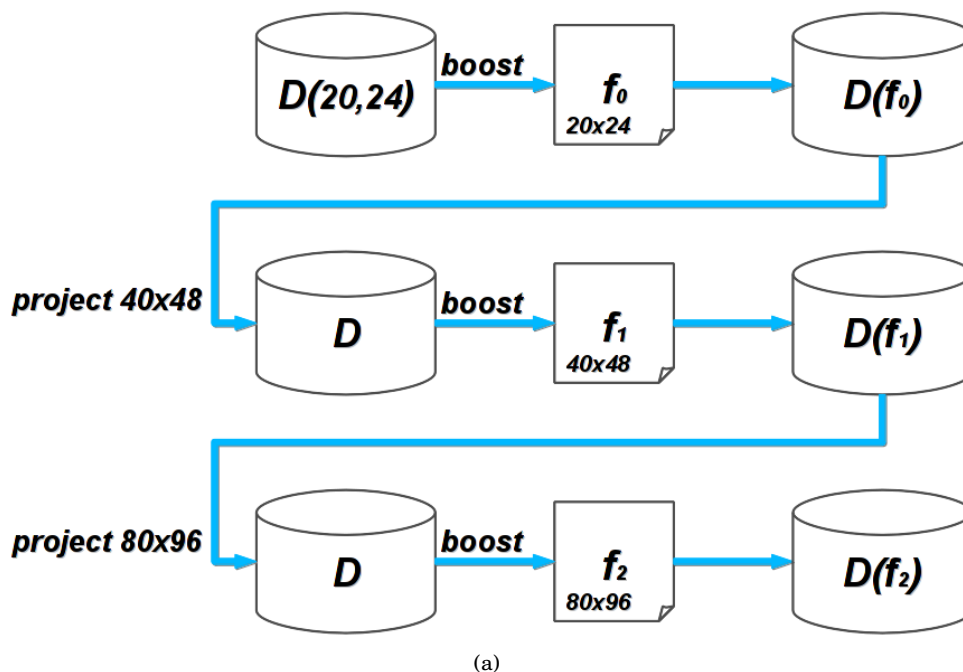 boost
D(20,24)
f0
20x24
D(f0)
project 40x48
boost
D
f1
40x48
D(f1)
project 80x96
boost
D
f2
80x96
D(f2)
(a)